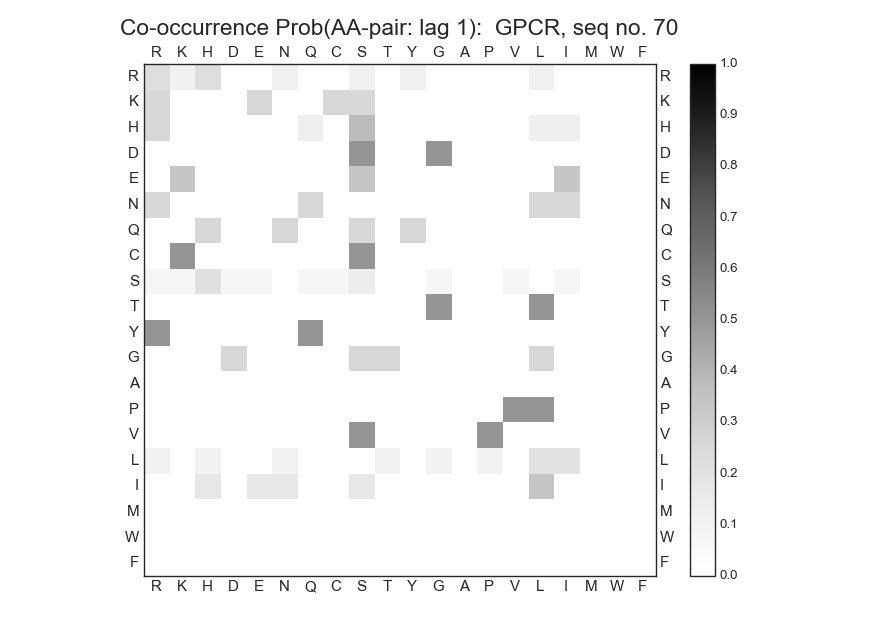 Co-occurrence Prob(AA-pair: lag 1):  GPCR, seq no. 70
R K H D E N Q C S T Y G A P V L I M W F
R R
K K
H H
D D
E E
N N
Q Q
C C
S S
T T
Y Y
G G
A A
P P
V V
L L
I I
M M
W W
F F
R K H D E N Q C S T Y G A P V L I M W F
1.0
0.9
0.8
0.7
0.6
0.5
0.4
0.3
0.2
0.1
0.0